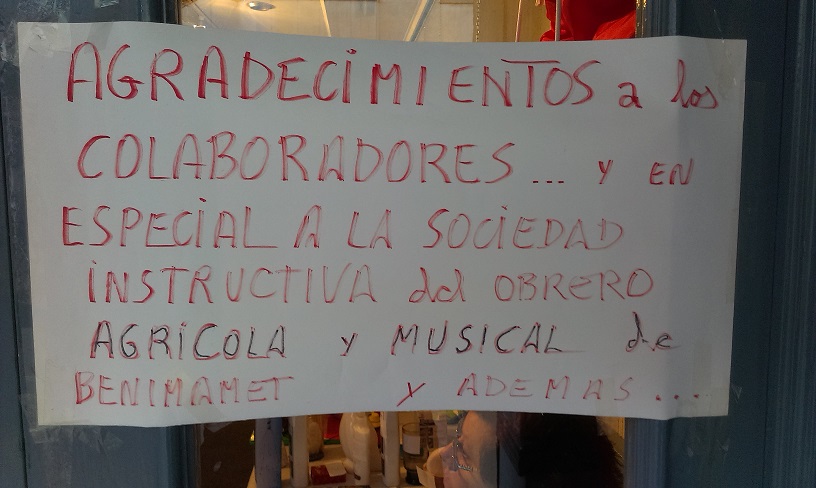 AGRADECIMIENTOS a los
COLABORADORES... y EN
ESPECIAL A LA SOCIEDAD
INSTRUCTIVA del OBRERO
AGRICOLA y MUSICAL de
BENIMAMET y ADEMAS...